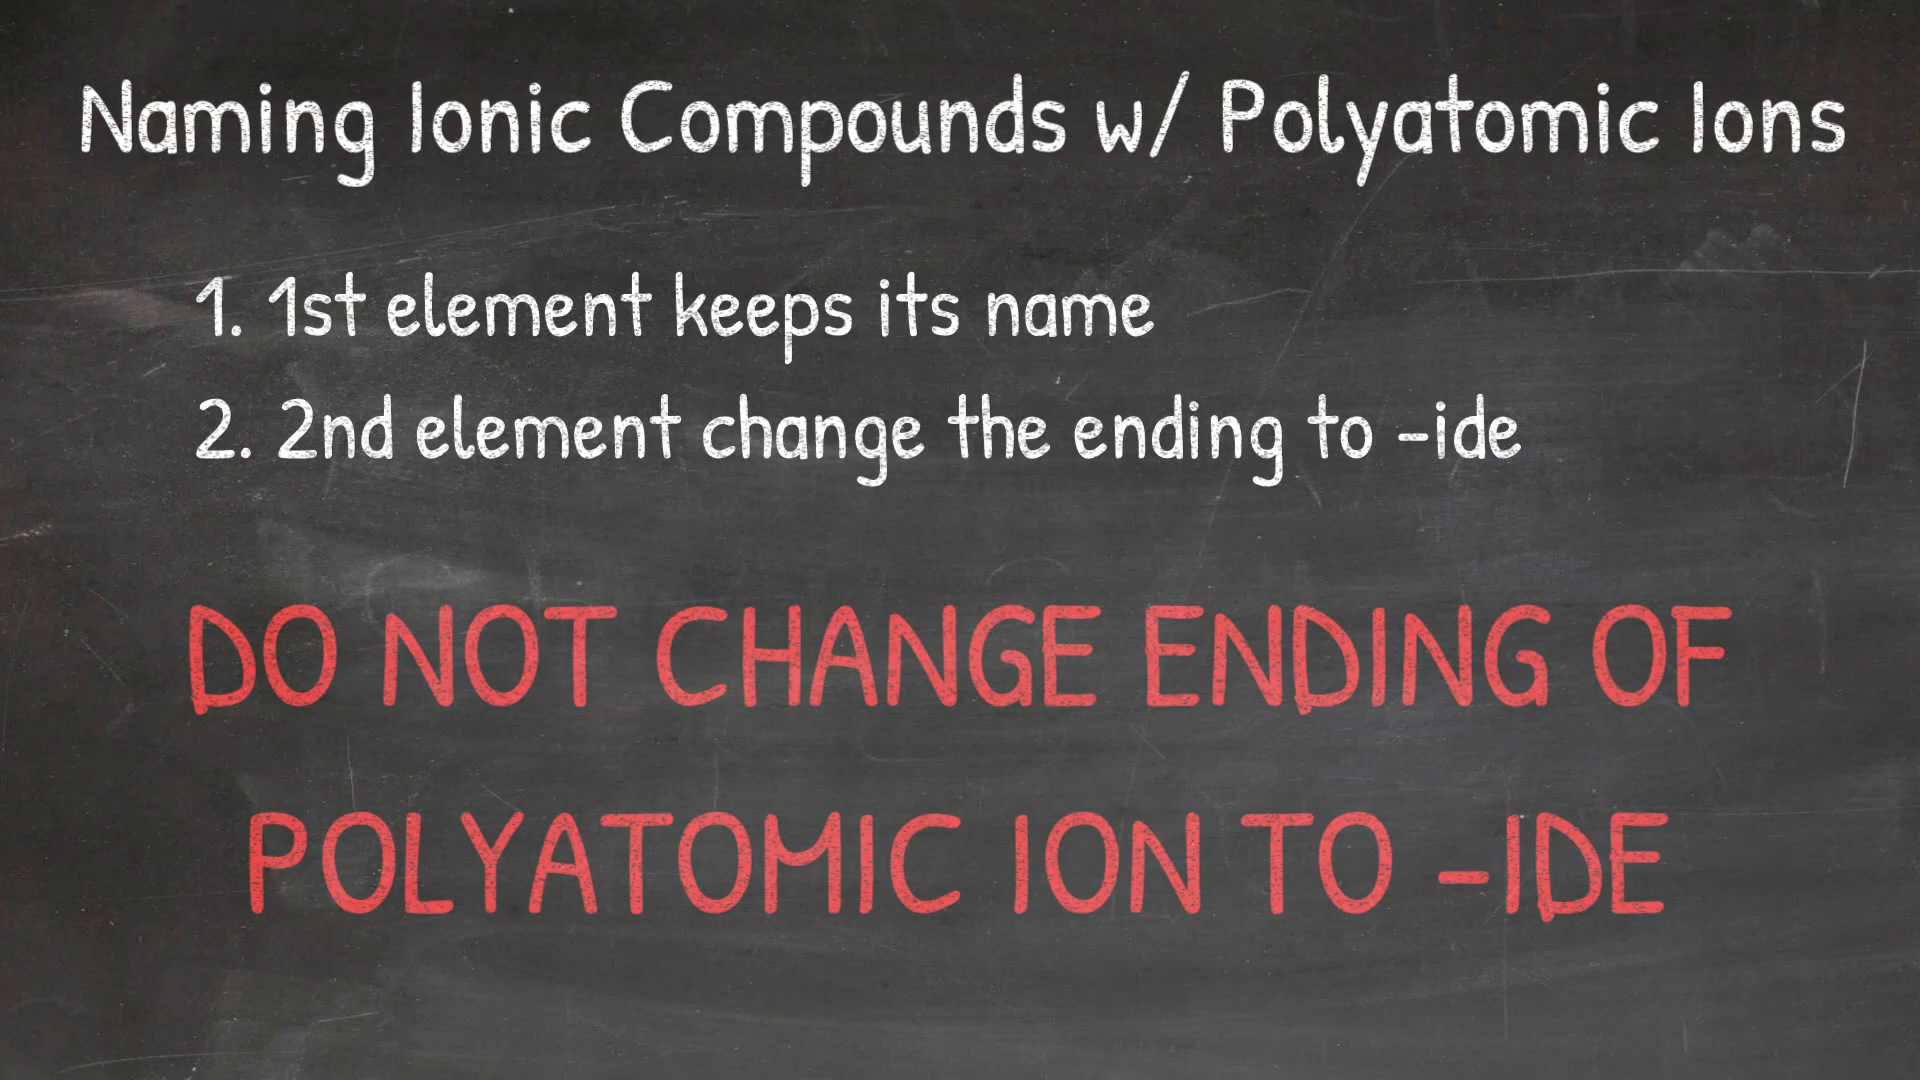 Naming Ionic Compounds w/ Polyatomic Ions
1. 1st element keeps its name
2. 2nd element change the ending to -ide
DO NOT CHANGE ENDING OF
POLYATOMIC ION TO -IDE